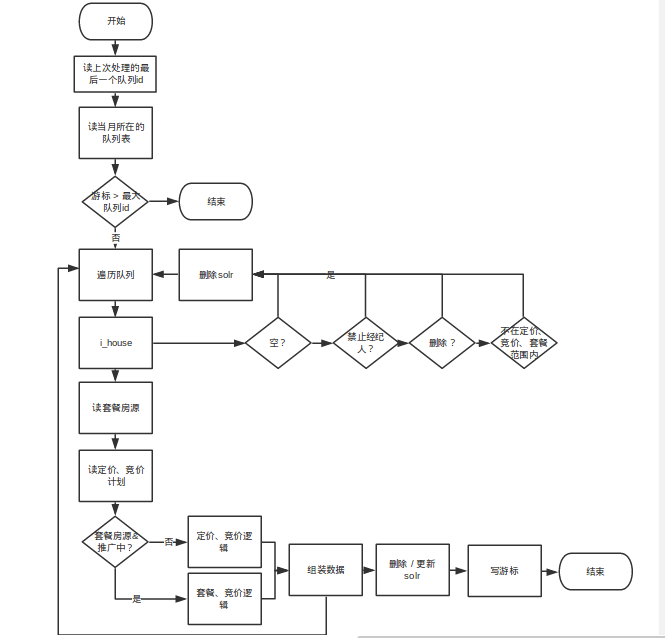 开始
读上次处理的最
后一个队列id
读当月所在的
队列表
游标 > 最大
队列id
结束
否
遍历队列
删除solr
是
i_house
空？
禁止经纪
人？
删除？
不在定价、
竞价、套餐
范围内
读套餐房源
读定价、竞价
计划
套餐房源&
推广中？
否
定价、竞价逻
辑
是
套餐、竞价逻
辑
组装数据
删除 / 更新
solr
写游标
结束